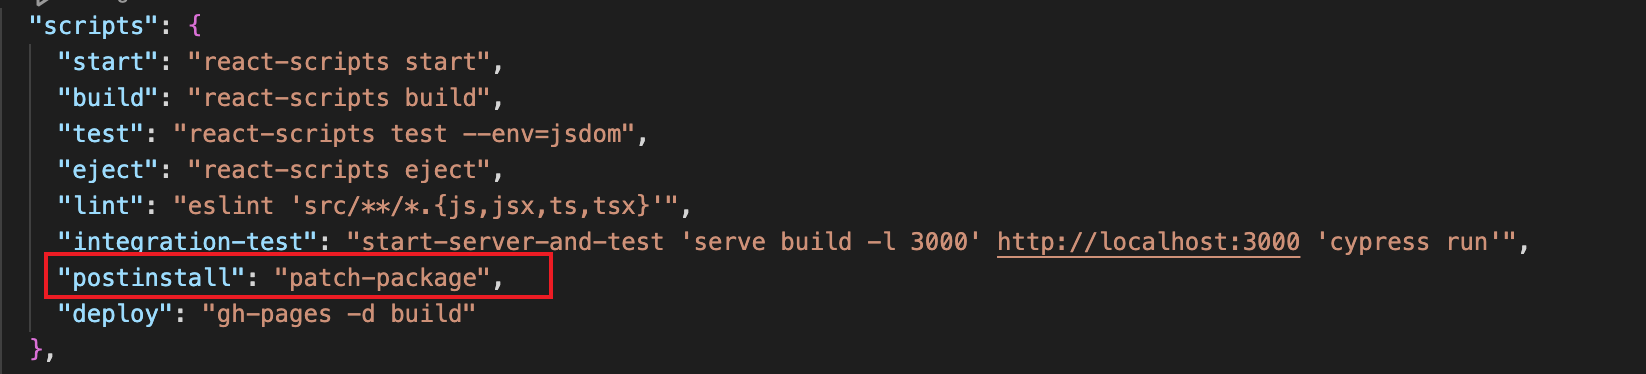 "scripts": {
"start": "react-scripts start",
"build": "react-scripts build",
"test": "react-scripts test --env=jsdom",
"eject": "react-scripts eject",
"lint": "eslint 'src/**/*.{js,jsx,ts,tsx}'",
"integration-test": "start-server-and-test 'serve build -l 3000' http://localhost:3000 'cypress run'",
"postinstall": "patch-package",
"deploy": "gh-pages -d build"
},